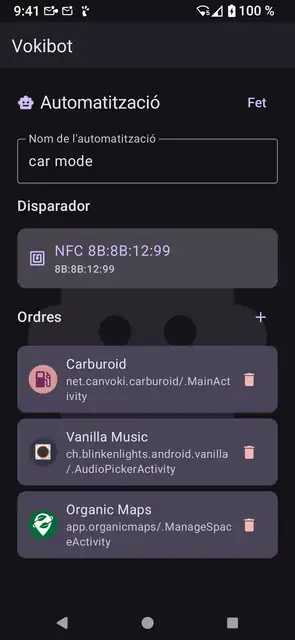 9:41
100 %
Vokibot
Automatització
Fet
Nom de l'automatització
car mode
Disparador
NFC 8B:8B:12:99
8B:8B:12:99
Ordres
Carburoid
net.canvoki.carburoid/.MainAct
ivity
Vanilla Music
ch.blinkenlights.android.vanilla
/.AudioPickerActivity
Organic Maps
app.organicmaps/.ManageSpac
eActivity